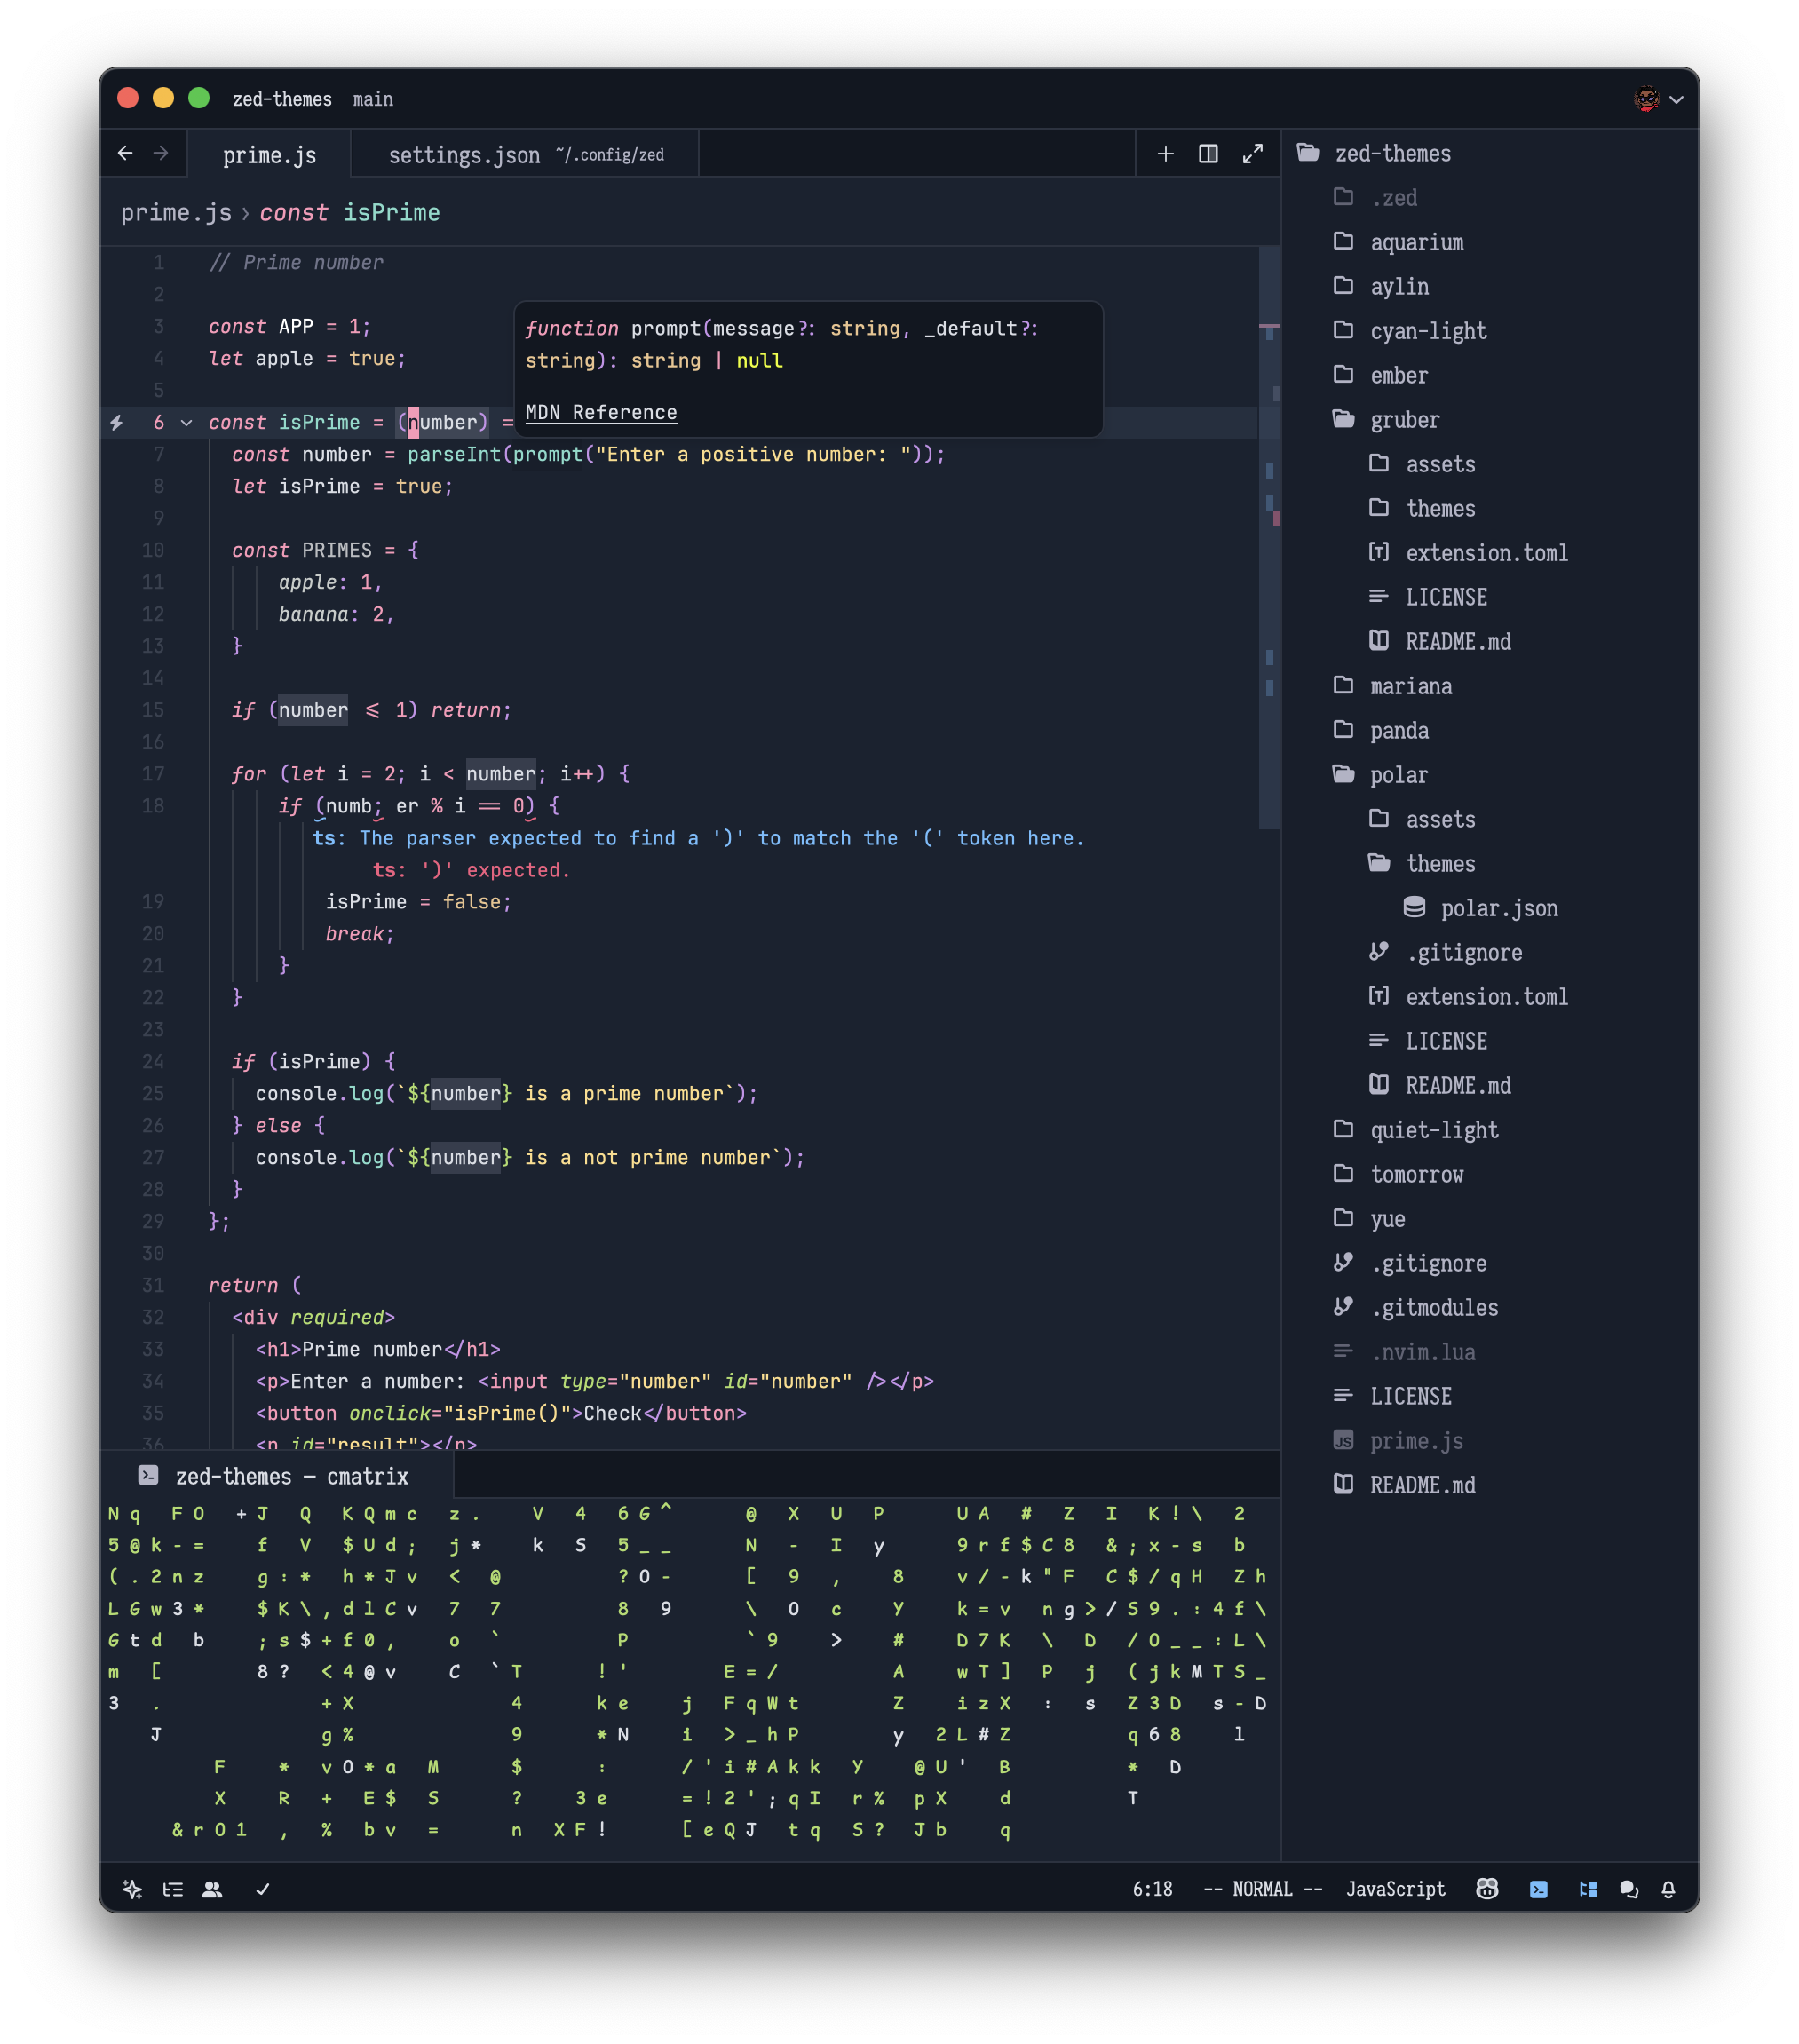 zed-themes main
prime.js settings.json ~/.config/zed
prime.js › const isPrime
1 // Prime number
2
3 const APP = 1;
4 let apple = true;
5
function prompt(message?: string, _default?:
string): string | null
MDN Reference
6 const isPrime = (number) =
7 const number = parseInt(prompt("Enter a positive number: "));
8 let isPrime = true;
9
10 const PRIMES = {
11 apple: 1,
12 banana: 2,
13 }
14
15 if (number <= 1) return;
16
17 for (let i = 2; i < number; i++) {
18 if (numb; er % i == 0) {
ts: The parser expected to find a ')' to match the '(' token here.
ts: ')' expected.
19 isPrime = false;
20 break;
21 }
22 }
23
24 if (isPrime) {
25 console.log(`${number} is a prime number`);
26 } else {
27 console.log(`${number} is a not prime number`);
28 }
29 };
30
31 return (
32 <div required>
33 <h1>Prime number</h1>
34 <p>Enter a number: <input type="number" id="number" /></p>
35 <button onclick="isPrime()">Check</button>
36 <p id="result"></p>
zed-themes — cmatrix
N q F O + J Q K Q m c z . V 4 6 G ^ @ X U P U A # Z I K ! \ 2
5 @ k - = f V $ U d ; j * k S 5 _ _ N - I y 9 r f $ C 8 & ; x - s b
( . 2 n z g : * h * J v < @ ? O - [ 9 , 8 v / - k " F C $ / q H Z h
L G w 3 * $ K \ , d l C v 7 7 8 9 \ O c Y k = v n g > / S 9 . : 4 f \
G t d b ; s $ + f 0 , o ` P ` 9 > # D 7 K \ D / O _ _ : L \
m [ 8 ? < 4 @ v C ` T ! ' E = / A w T ] P j ( j k M T S _
3 . + X 4 k e j F q W t Z i z X : s Z 3 D s - D
J g % 9 * N i > _ h P y 2 L # Z q 6 8 l
F * v O * a M $ : / ' i # A k k Y @ U ' B * D
X R + E $ S ? 3 e = ! 2 ' ; q I r % p X d T
& r O 1 , % b v = n X F ! [ e Q J t q S ? J b q
6:18 -- NORMAL -- JavaScript
zed-themes
.zed
aquarium
aylin
cyan-light
ember
gruber
assets
themes
extension.toml
LICENSE
README.md
mariana
panda
polar
assets
themes
polar.json
.gitignore
extension.toml
LICENSE
README.md
quiet-light
tomorrow
yue
.gitignore
.gitmodules
.nvim.lua
LICENSE
JS prime.js
README.md